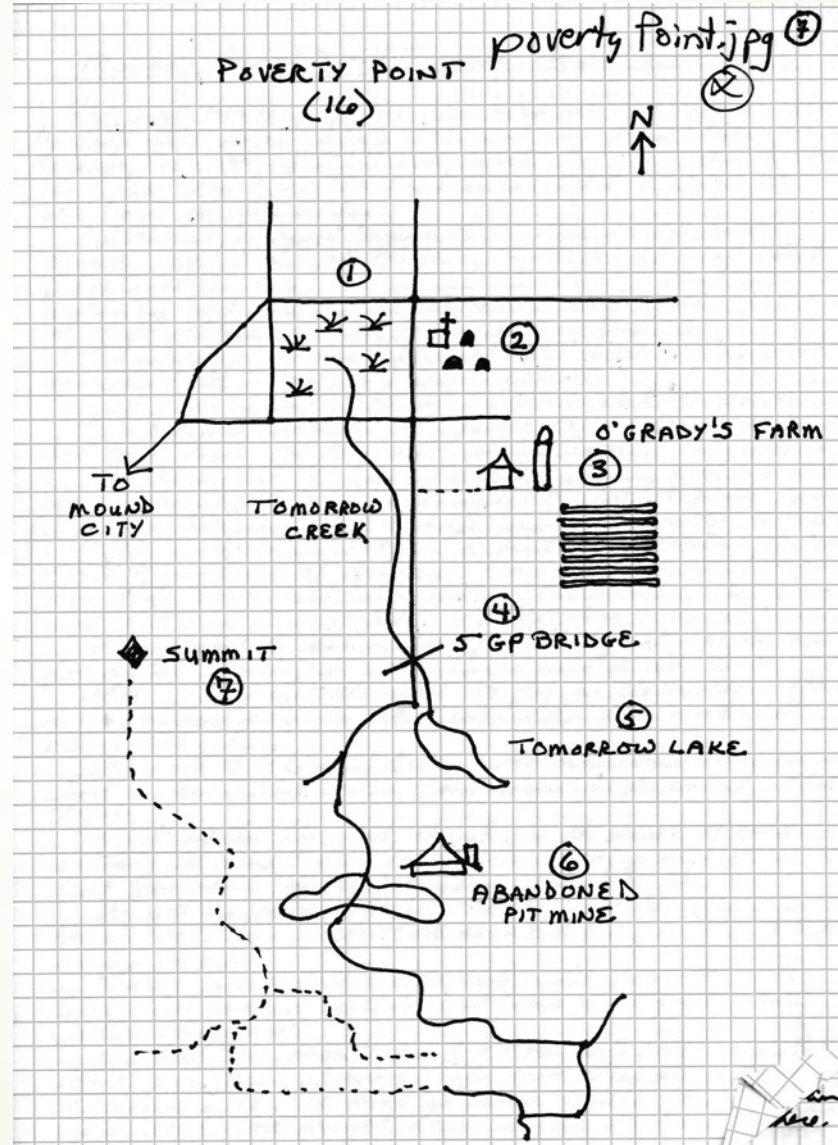 poverty Point.jpg 7
POVERTY POINT
(16)
N
1
2
O'GRADY'S FARM
3
TO
MOUND
CITY
TOMORROW
CREEK
4
5 GP BRIDGE
SUMMIT
7
5
TOMORROW LAKE
6
ABANDONED
PIT MINE
here.